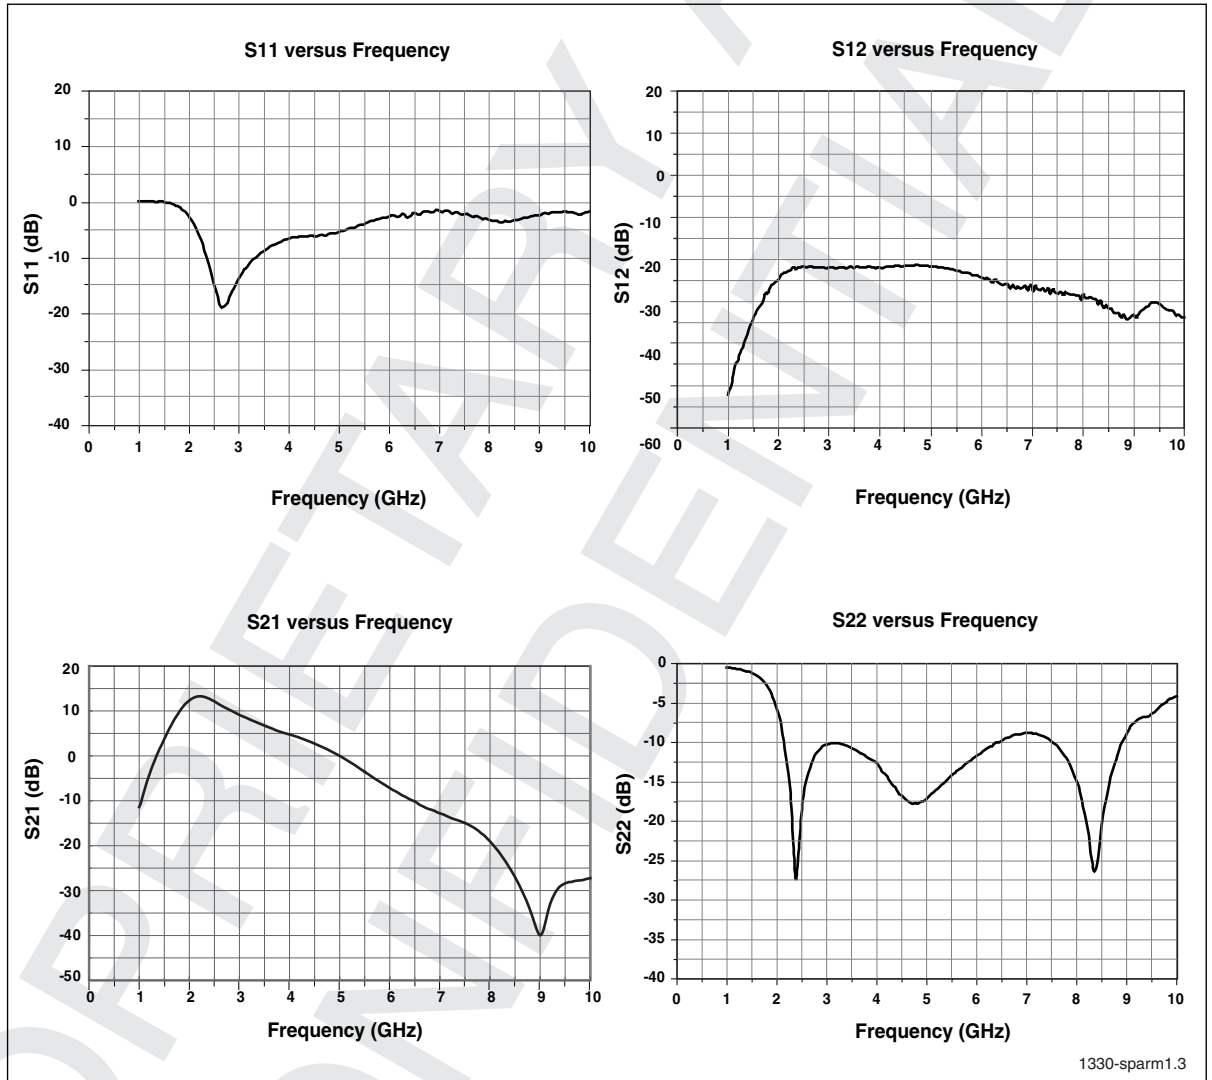 S11 versus Frequency
20
10
0
-10
-20
-30
-40
S11 (dB)
0 1 2 3 4 5 6 7 8 9 10
Frequency (GHz)
S12 versus Frequency
20
10
0
-10
-20
-30
-40
-50
-60
S12 (dB)
0 1 2 3 4 5 6 7 8 9 10
Frequency (GHz)
S21 versus Frequency
20
10
0
-10
-20
-30
-40
-50
S21 (dB)
0 1 2 3 4 5 6 7 8 9 10
Frequency (GHz)
S22 versus Frequency
0
-5
-10
-15
-20
-25
-30
-35
-40
S22 (dB)
0 1 2 3 4 5 6 7 8 9 10
Frequency (GHz)
1330-sparm1.3